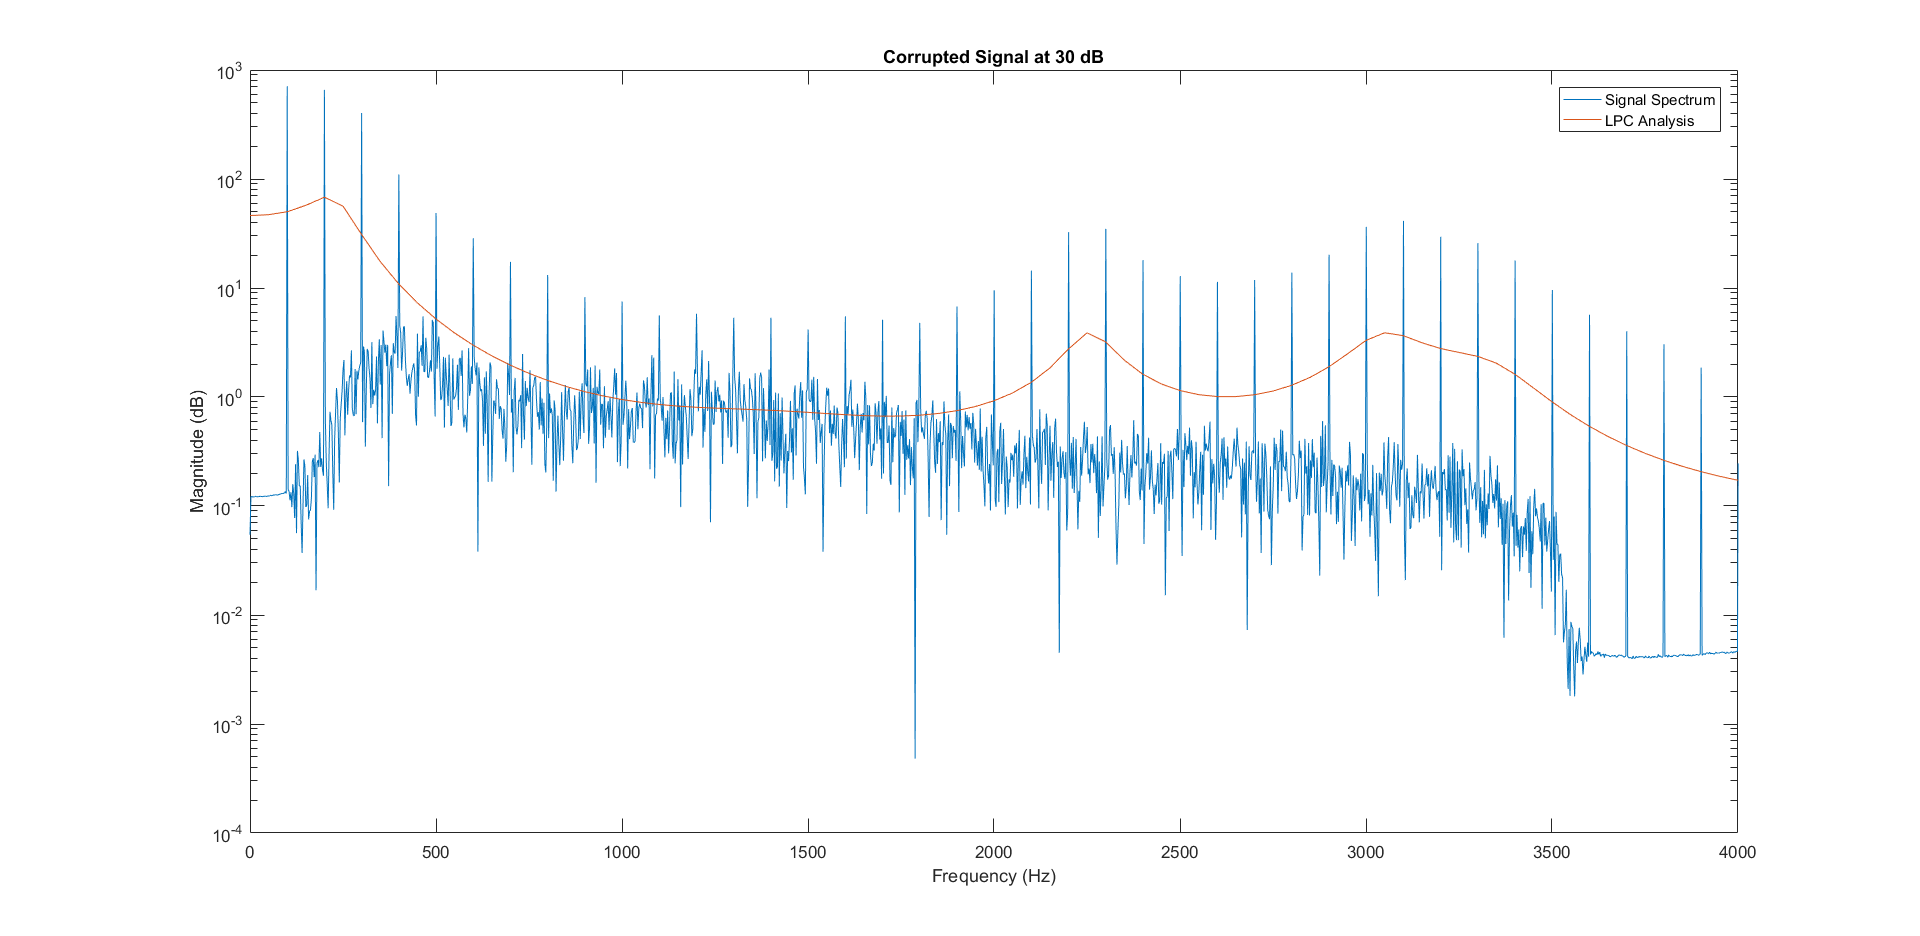 Corrupted Signal at 30 dB
Signal Spectrum
LPC Analysis
Magnitude (dB)
10^3
10^2
10^1
10^0
10^-1
10^-2
10^-3
10^-4
0 500 1000 1500 2000 2500 3000 3500 4000
Frequency (Hz)